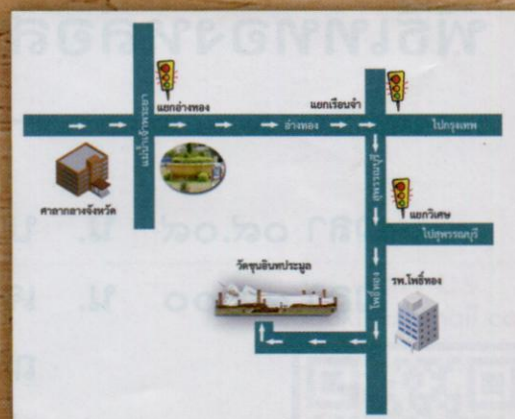 แยกอ่างทอง
แยกเรือนจำ
แม่น้ำเจ้าพระยา
อ่างทอง
ไปกรุงเทพ
สุพรรณบุรี
ศาลากลางจังหวัด
แยกวิเศษ
ไปสุพรรณบุรี
วัดขุนอินทประมูล
รพ.โพธิ์ทอง
โพธิ์ทอง